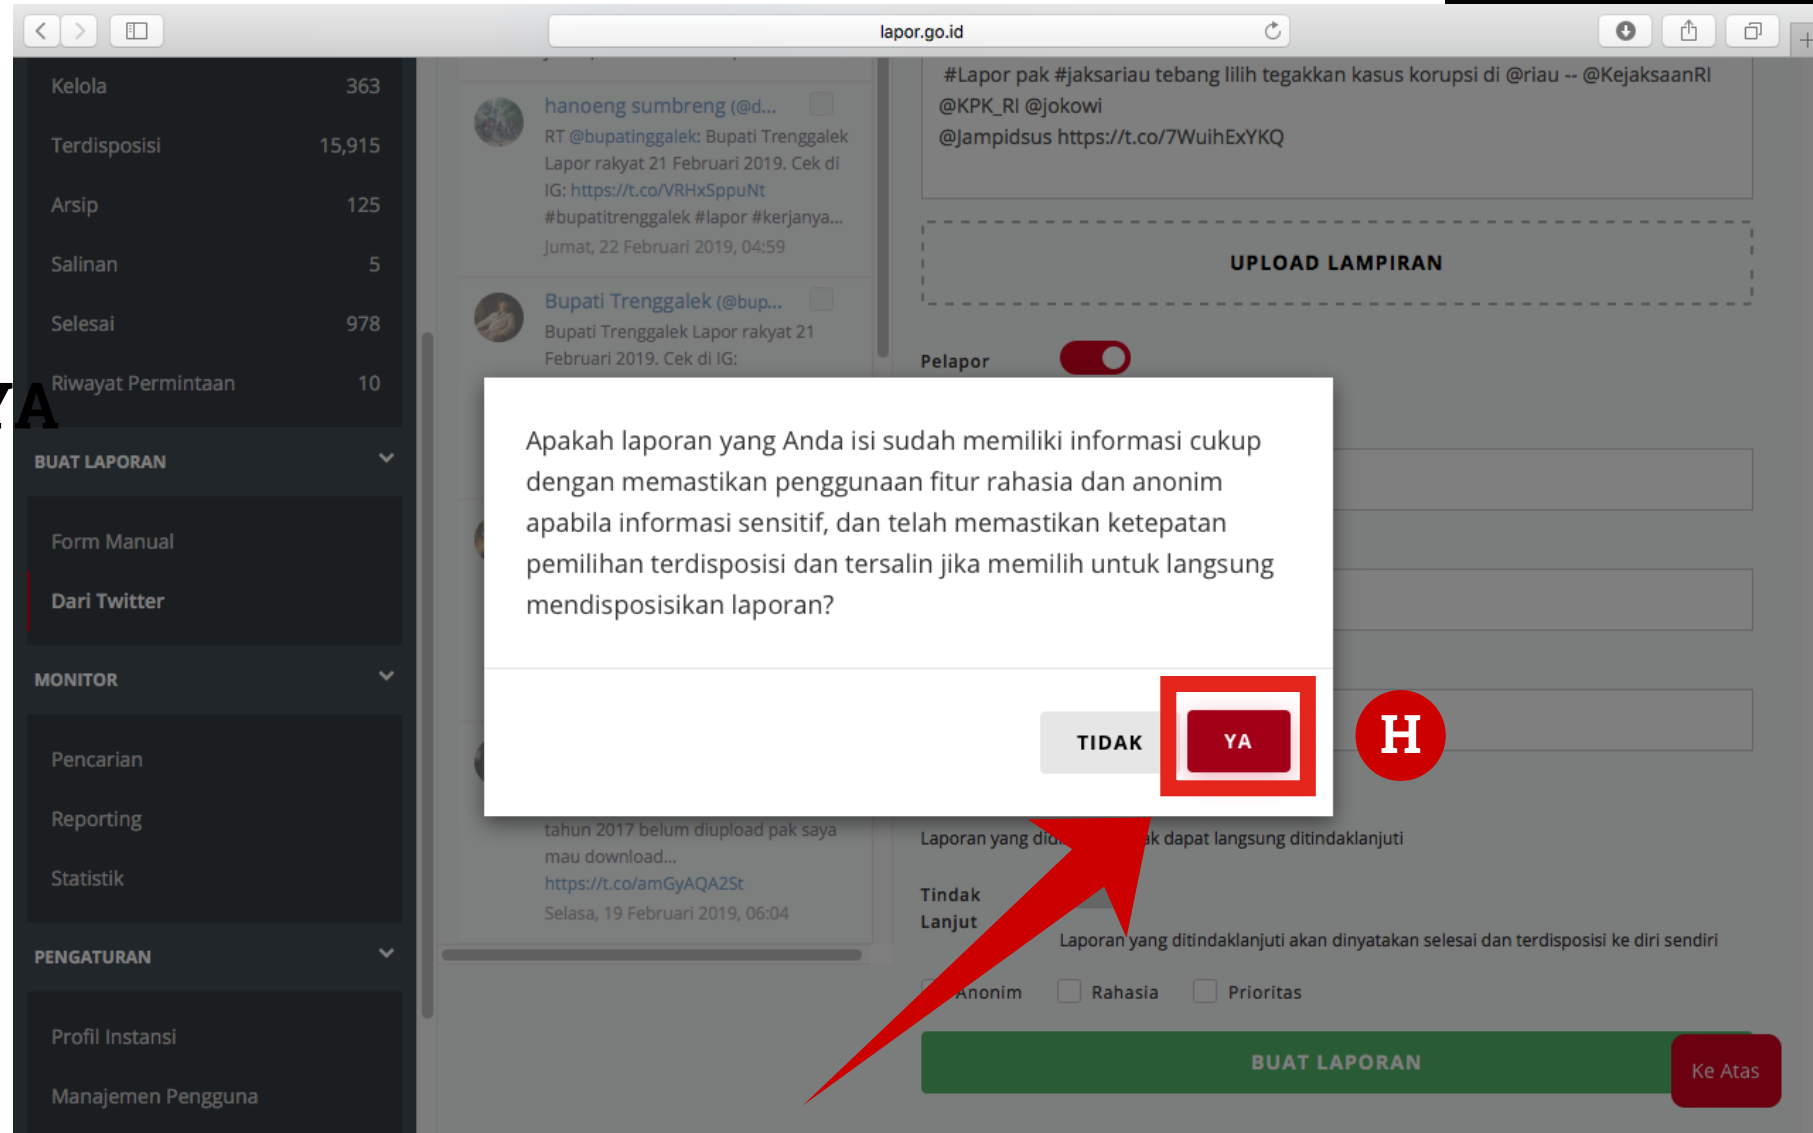 lapor.go.id
Kelola 363
Terdisposisi 15,915
Arsip 125
Salinan 5
Selesai 978
Riwayat Permintaan 10
YA
BUAT LAPORAN
Form Manual
Dari Twitter
MONITOR
Pencarian
Reporting
Statistik
PENGATURAN
Profil Instansi
Manajemen Pengguna
hanoeng sumbreng (@d...
RT @bupatinggalek: Bupati Trenggalek
Lapor rakyat 21 Februari 2019. Cek di
IG: https://t.co/VRHxSppuNt
#bupatitrenggalek #lapor #kerjanya...
Jumat, 22 Februari 2019, 04:59
Bupati Trenggalek (@bup...
Bupati Trenggalek Lapor rakyat 21
Februari 2019. Cek di IG:
tahun 2017 belum diupload pak saya
mau download...
https://t.co/amGyAQA2St
Selasa, 19 Februari 2019, 06:04
#Lapor pak #jaksariau tebang lilih tegakkan kasus korupsi di @riau -- @KejaksaanRI
@KPK_RI @jokowi
@Jampidsus https://t.co/7WuihExYKQ
UPLOAD LAMPIRAN
Pelapor
Apakah laporan yang Anda isi sudah memiliki informasi cukup
dengan memastikan penggunaan fitur rahasia dan anonim
apabila informasi sensitif, dan telah memastikan ketepatan
pemilihan terdisposisi dan tersalin jika memilih untuk langsung
mendisposisikan laporan?
TIDAK YA
H
Laporan yang dapat langsung ditindaklanjuti
Tindak
Lanjut
Laporan yang ditindaklanjuti akan dinyatakan selesai dan terdisposisi ke diri sendiri
Anonim Rahasia Prioritas
BUAT LAPORAN
Ke Atas